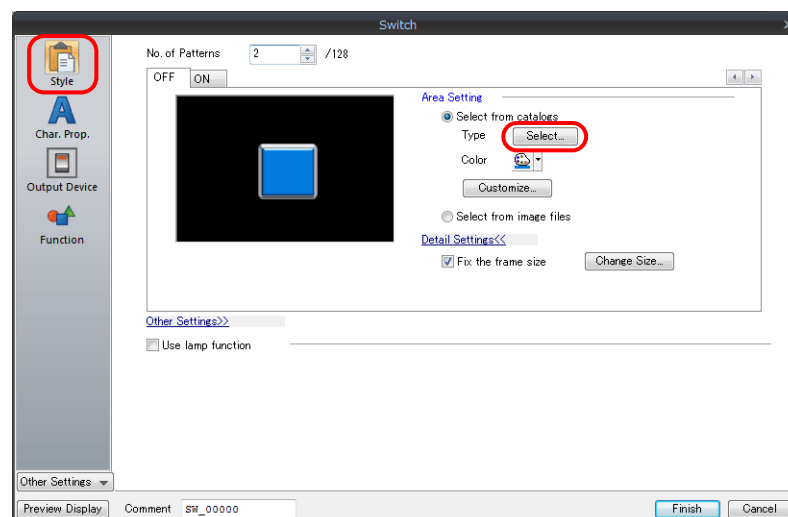 Switch
Style
Char. Prop.
Output Device
Function
No. of Patterns 2 /128
OFF ON
Area Setting
Select from catalogs
Type Select...
Color
Customize...
Select from image files
Detail Settings<<
Fix the frame size Change Size...
Other Settings>>
Use lamp function
Other Settings
Preview Display Comment SW_00000 Finish Cancel